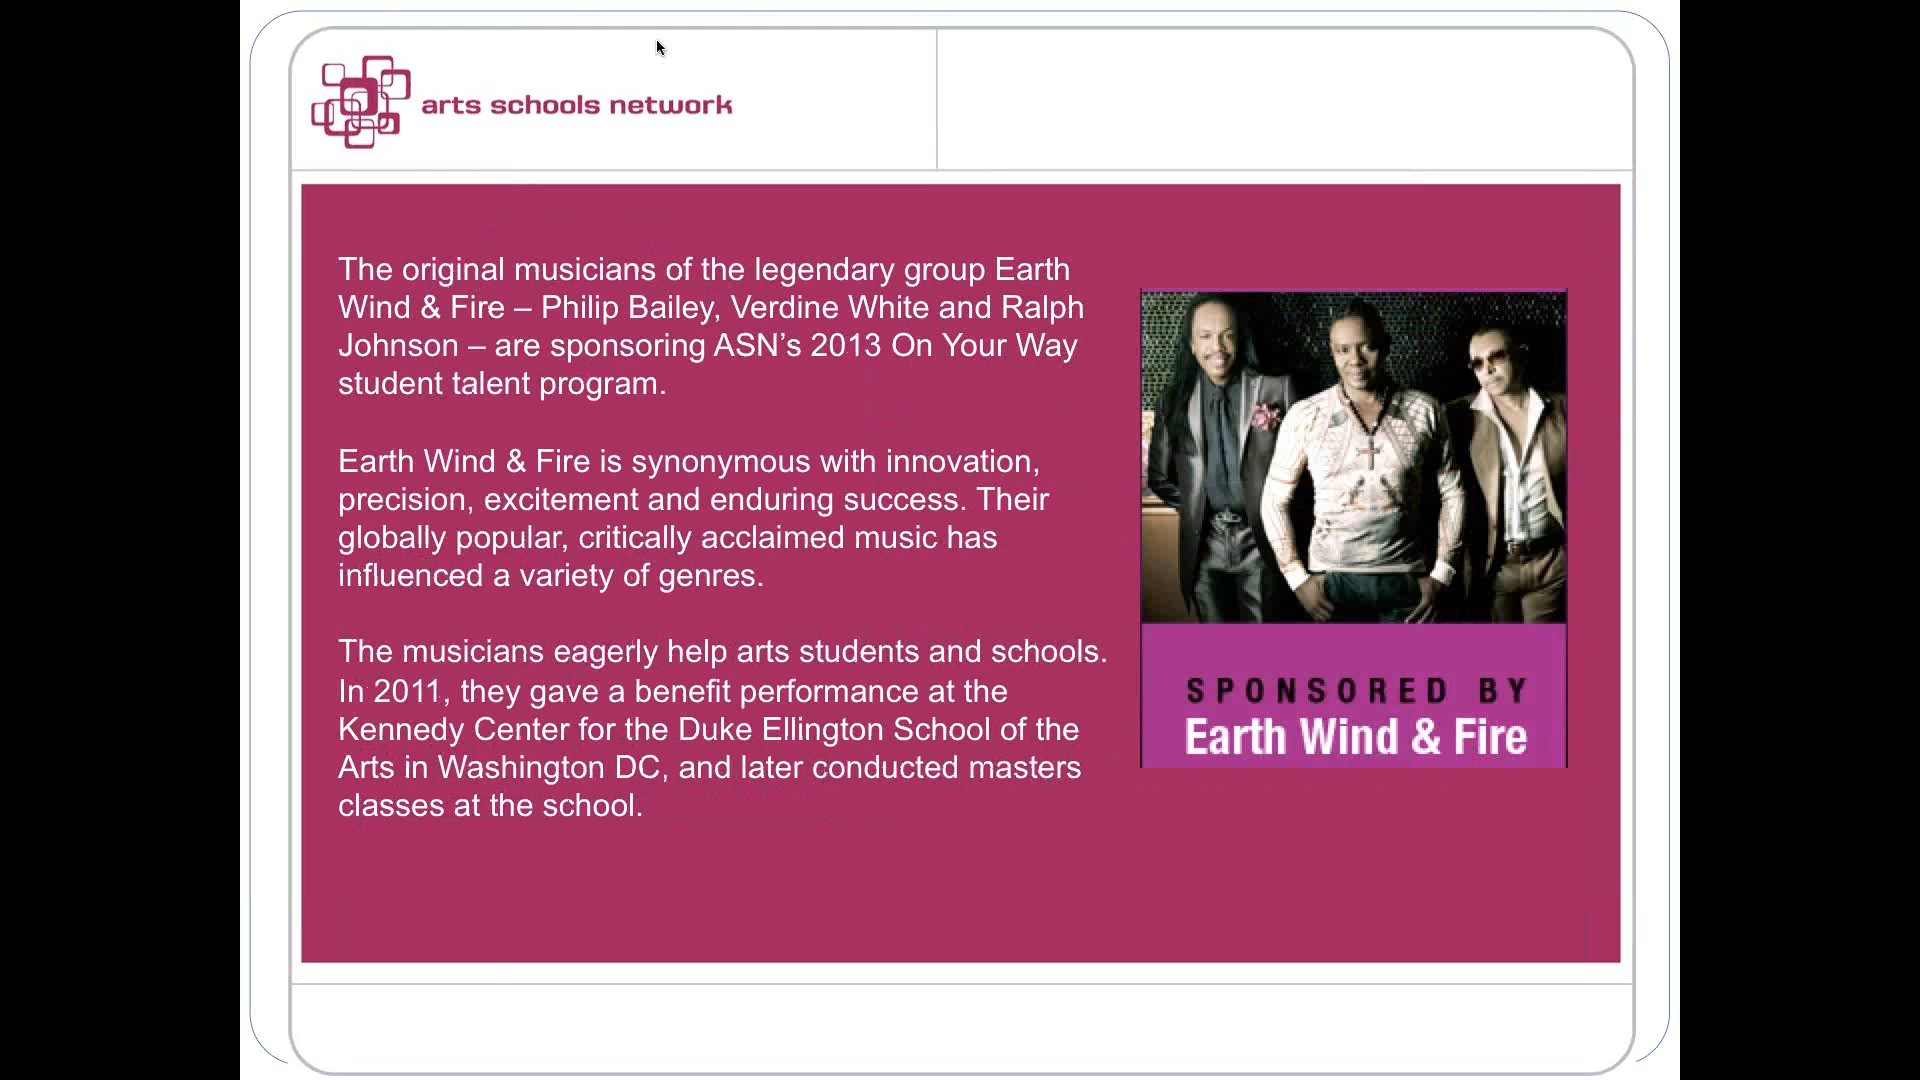 arts schools network
The original musicians of the legendary group Earth
Wind & Fire – Philip Bailey, Verdine White and Ralph
Johnson – are sponsoring ASN’s 2013 On Your Way
student talent program.
Earth Wind & Fire is synonymous with innovation,
precision, excitement and enduring success. Their
globally popular, critically acclaimed music has
influenced a variety of genres.
The musicians eagerly help arts students and schools.
In 2011, they gave a benefit performance at the
Kennedy Center for the Duke Ellington School of the
Arts in Washington DC, and later conducted masters
classes at the school.
SPONSORED BY
Earth Wind & Fire